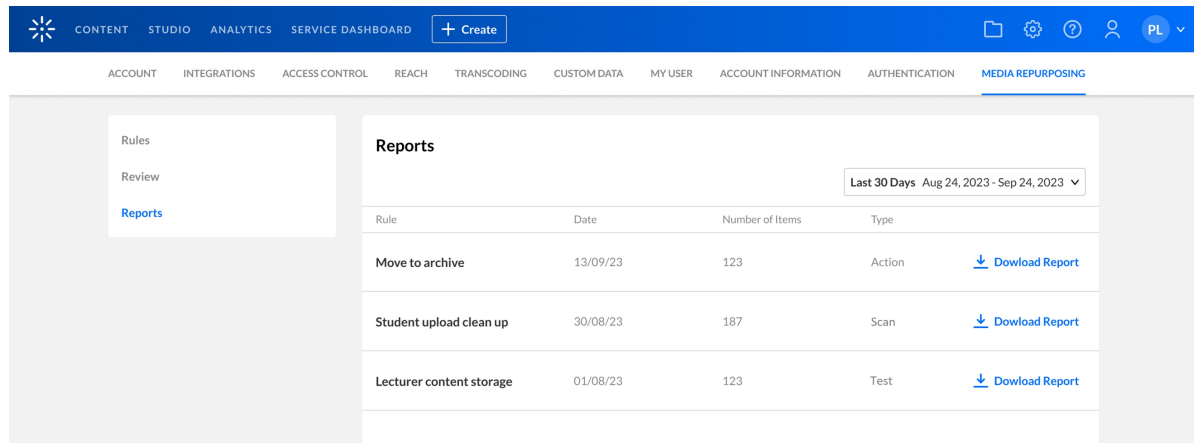 CONTENT STUDIO ANALYTICS SERVICE DASHBOARD + Create PL
ACCOUNT INTEGRATIONS ACCESS CONTROL REACH TRANSCODING CUSTOM DATA MY USER ACCOUNT INFORMATION AUTHENTICATION MEDIA REPURPOSING
Rules
Review
Reports
Reports
Last 30 Days Aug 24, 2023 - Sep 24, 2023
Rule Date Number of Items Type
Move to archive 13/09/23 123 Action Dowload Report
Student upload clean up 30/08/23 187 Scan Dowload Report
Lecturer content storage 01/08/23 123 Test Dowload Report